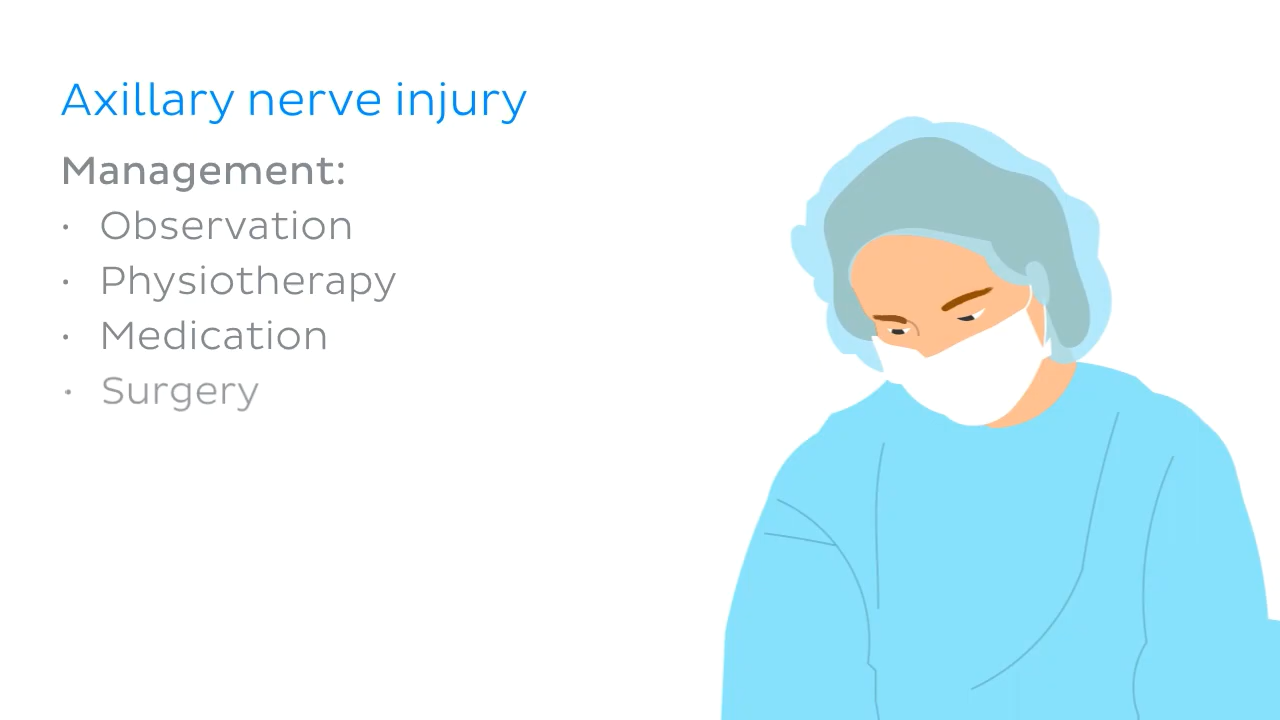 Axillary nerve injury
Management:
· Observation
· Physiotherapy
· Medication
· Surgery